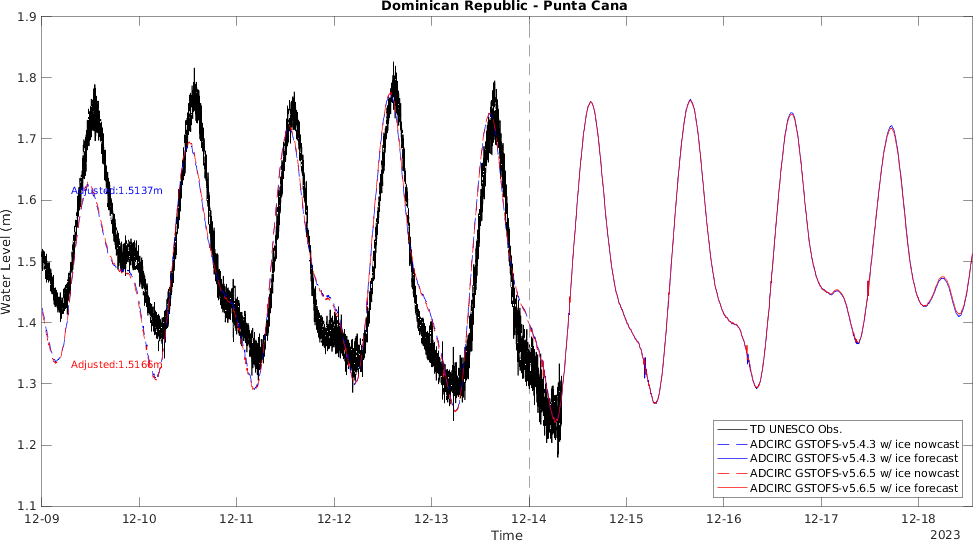 Dominican Republic - Punta Cana
1.9
1.8
1.7
1.6
1.5
1.4
1.3
1.2
1.1
Water Level (m)
Adjusted:1.5137m
Adjusted:1.5166m
TD UNESCO Obs.
ADCIRC GSTOFS-v5.4.3 w/ ice nowcast
ADCIRC GSTOFS-v5.4.3 w/ ice forecast
ADCIRC GSTOFS-v5.6.5 w/ ice nowcast
ADCIRC GSTOFS-v5.6.5 w/ ice forecast
12-09 12-10 12-11 12-12 12-13 12-14 12-15 12-16 12-17 12-18
Time
2023